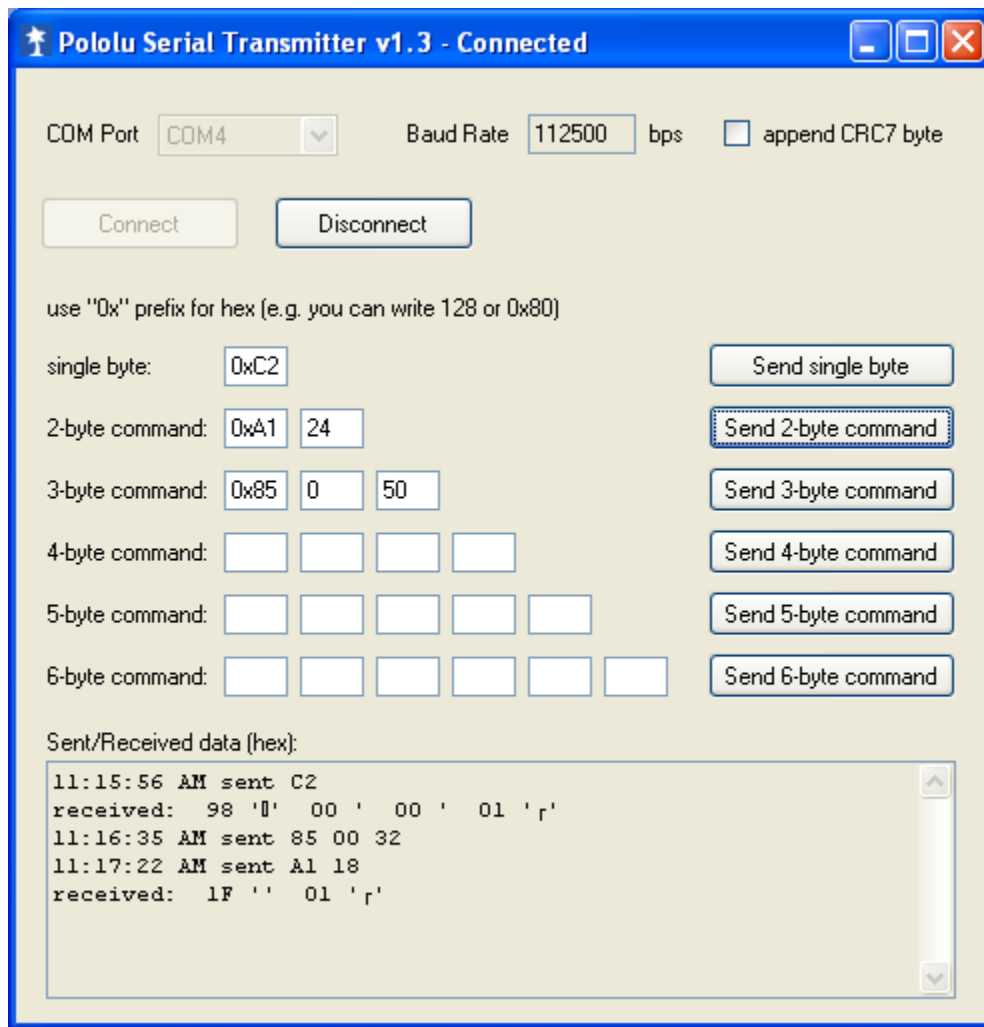 Pololu Serial Transmitter v1.3 - Connected
COM Port COM4 Baud Rate 112500 bps append CRC7 byte
Connect Disconnect
use "0x" prefix for hex (e.g. you can write 128 or 0x80)
single byte: 0xC2 Send single byte
2-byte command: 0xA1 24 Send 2-byte command
3-byte command: 0x85 0 50 Send 3-byte command
4-byte command: Send 4-byte command
5-byte command: Send 5-byte command
6-byte command: Send 6-byte command
Sent/Received data (hex):
11:15:56 AM sent C2
received: 98 '▯' 00 ' 00 ' 01 '┌'
11:16:35 AM sent 85 00 32
11:17:22 AM sent A1 18
received: 1F '' 01 '┌'